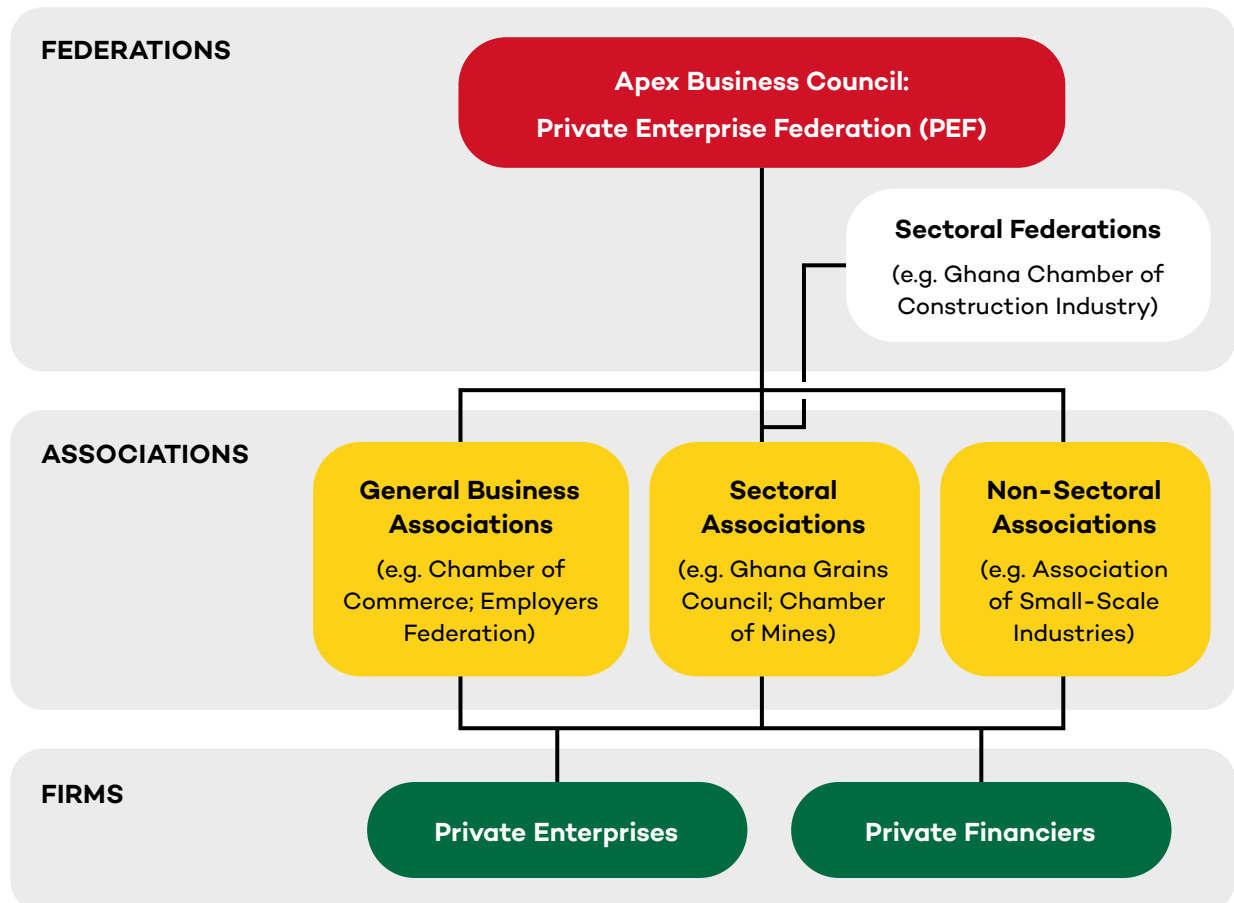 FEDERATIONS
Apex Business Council:
Private Enterprise Federation (PEF)
Sectoral Federations
(e.g. Ghana Chamber of
Construction Industry)
ASSOCIATIONS
General Business
Associations
(e.g. Chamber of
Commerce; Employers
Federation)
Sectoral
Associations
(e.g. Ghana Grains
Council; Chamber
of Mines)
Non-Sectoral
Associations
(e.g. Association
of Small-Scale
Industries)
FIRMS
Private Enterprises
Private Financiers